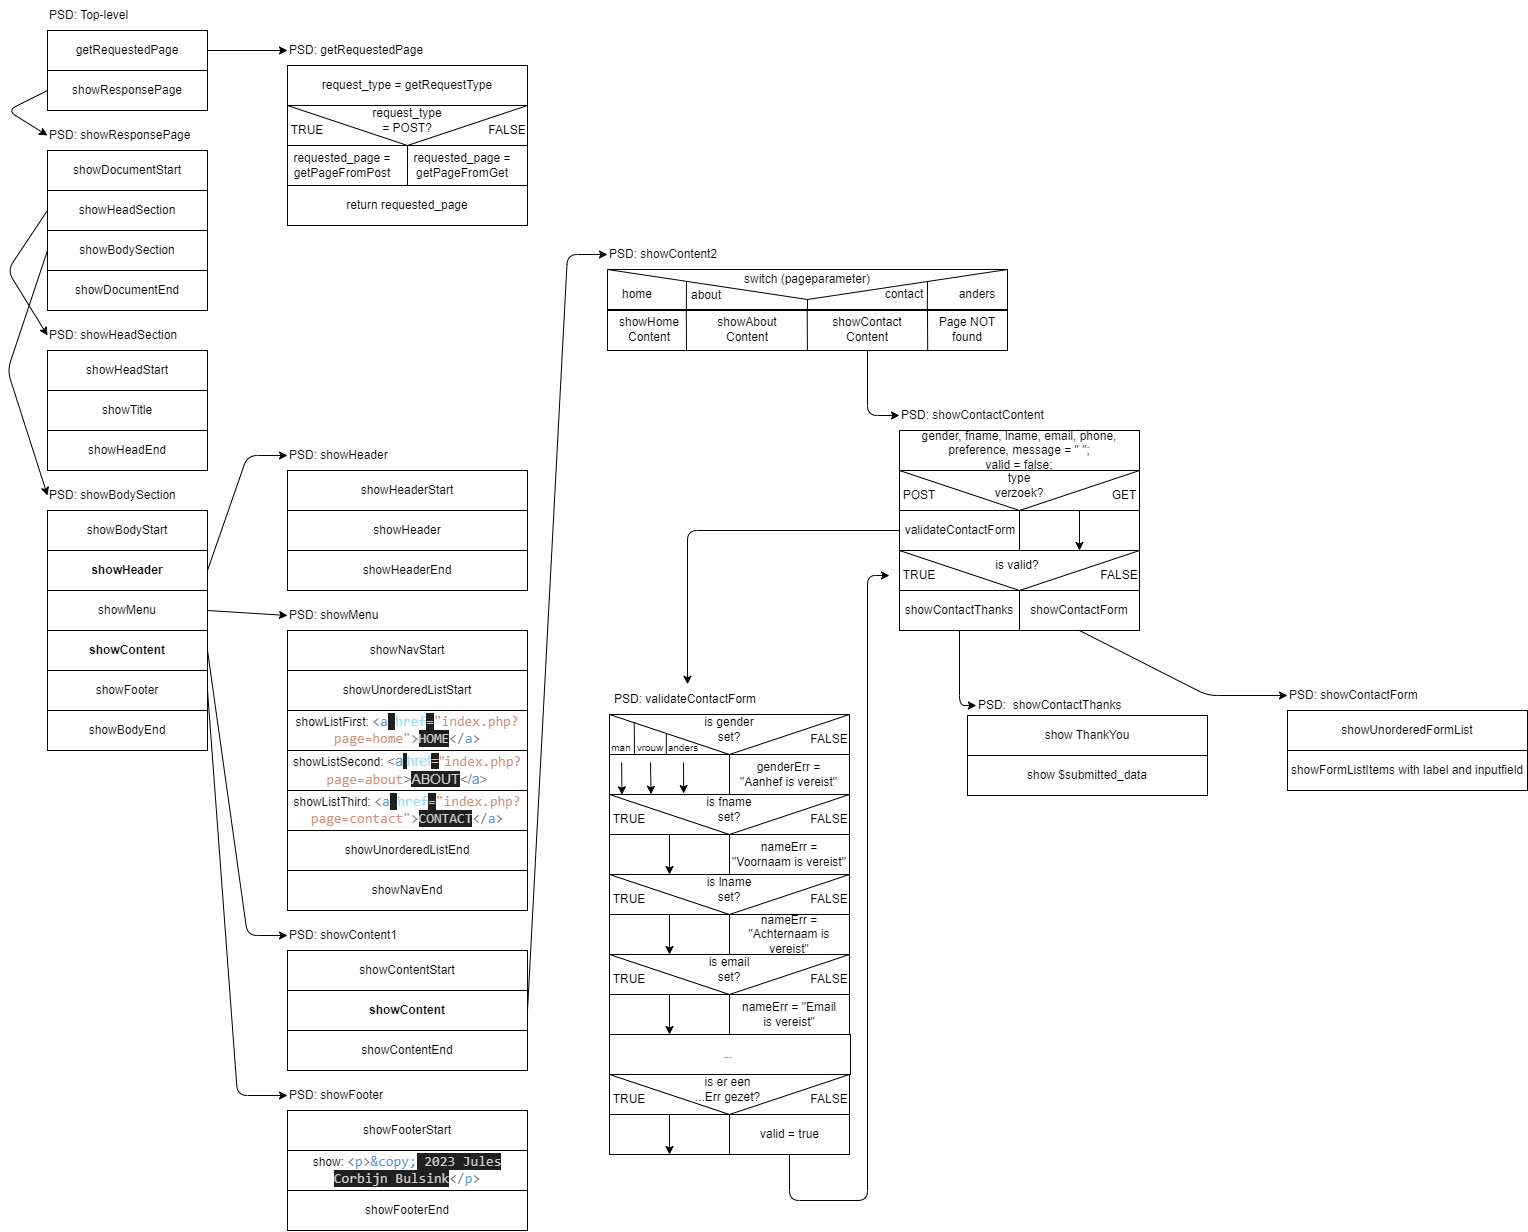 PSD: Top-level
getRequestedPage
showResponsePage
PSD: showResponsePage
showDocumentStart
showHeadSection
showBodySection
showDocumentEnd
PSD: showHeadSection
showHeadStart
showTitle
showHeadEnd
PSD: showBodySection
showBodyStart
showHeader
showMenu
showContent
showFooter
showBodyEnd
PSD: getRequestedPage
request_type = getRequestType
request_type
= POST?
TRUE
FALSE
requested_page =
getPageFromPost
requested_page =
getPageFromGet
return requested_page
PSD: showHeader
showHeaderStart
showHeader
showHeaderEnd
PSD: showMenu
showNavStart
showUnorderedListStart
showListFirst: <a href="index.php?
page=home">HOME</a>
showListSecond: <a href="index.php?
page=about>ABOUT</a>
showListThird: <a href="index.php?
page=contact">CONTACT</a>
showUnorderedListEnd
showNavEnd
PSD: showContent1
showContentStart
showContent
showContentEnd
PSD: showFooter
showFooterStart
show: <p>&copy; 2023 Jules
Corbijn Bulsink</p>
showFooterEnd
PSD: showContent2
switch (pageparameter)
home
about
contact
anders
showHome
Content
showAbout
Content
showContact
Content
Page NOT
found
PSD: showContactContent
gender, fname, lname, email, phone,
preference, message = " ";
valid = false;
type
verzoek?
POST
GET
validateContactForm
is valid?
TRUE
FALSE
showContactThanks
showContactForm
PSD: validateContactForm
is gender
set?
man
vrouw
anders
FALSE
genderErr =
"Aanhef is vereist"
is fname
set?
TRUE
FALSE
nameErr =
"Voornaam is vereist"
is lname
set?
TRUE
FALSE
nameErr =
"Achternaam is
vereist"
is email
set?
TRUE
FALSE
nameErr = "Email
is vereist"
...
is er een
...Err gezet?
TRUE
FALSE
valid = true
PSD: showContactThanks
show ThankYou
show $submitted_data
PSD: showContactForm
showUnorderedFormList
showFormListItems with label and inputfield